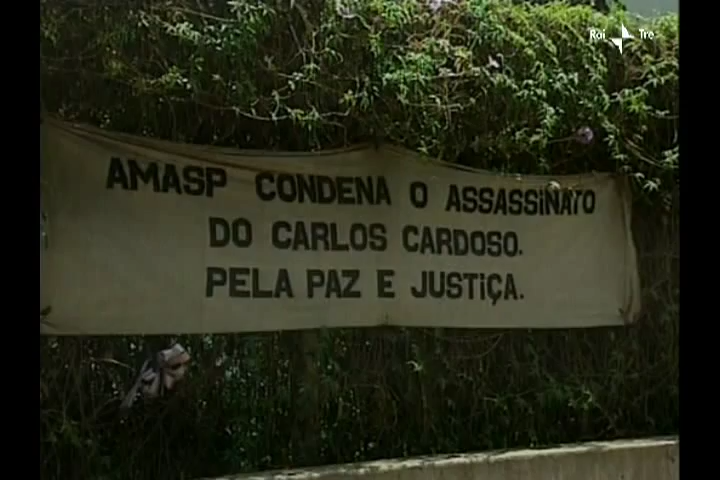 Rai Tre
AMASP CONDENA O ASSASSiNATO
DO CARLOS CARDOSO.
PELA PAZ E JUSTiÇA.